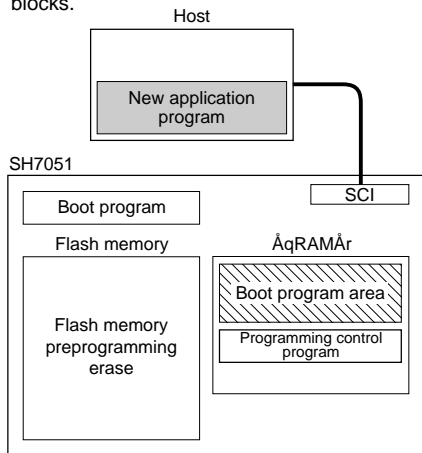 blocks.
Host
New application
program
SH7051
SCI
Boot program
Flash memory
ÅqRAMÅr
Boot program area
Flash memory
preprogramming
erase
Programming control
program